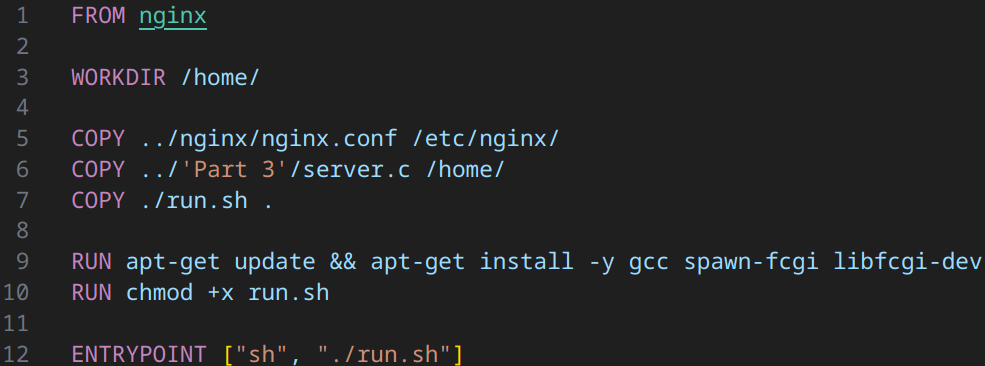 1 FROM nginx
2
3 WORKDIR /home/
4
5 COPY ../nginx/nginx.conf /etc/nginx/
6 COPY ../'Part 3'/server.c /home/
7 COPY ./run.sh .
8
9 RUN apt-get update && apt-get install -y gcc spawn-fcgi libfcgi-dev
10 RUN chmod +x run.sh
11
12 ENTRYPOINT ["sh", "./run.sh"]